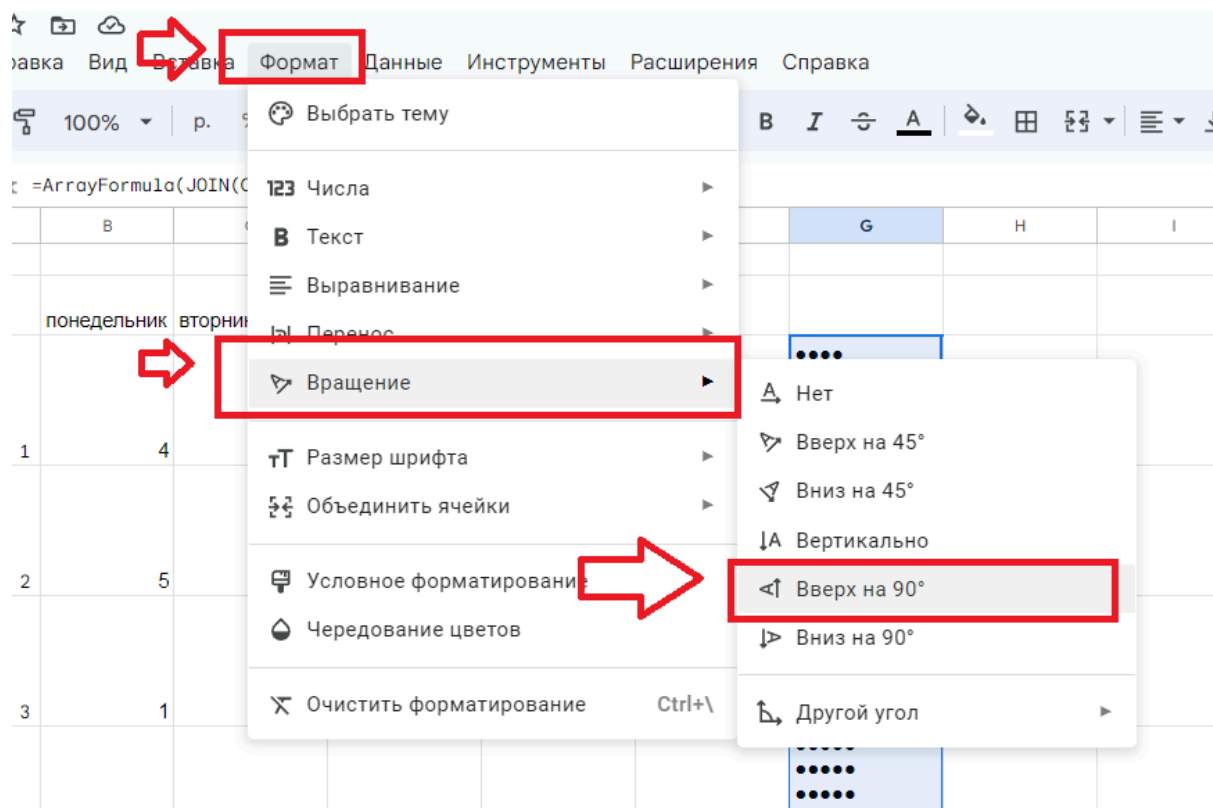 Вид Вставка Формат Данные Инструменты Расширения Справка
100% р. B I A
=ArrayFormula(JOIN(
B G H I
понедельник
1 4
2 5
3 1
••••
•••••
•••••
Выбрать тему
123 Числа
B Текст
Выравнивание
Перенос
Вращение
тТ Размер шрифта
Объединить ячейки
Условное форматирование
Чередование цветов
Очистить форматирование Ctrl+\
Нет
Вверх на 45°
Вниз на 45°
Вертикально
Вверх на 90°
Вниз на 90°
Другой угол